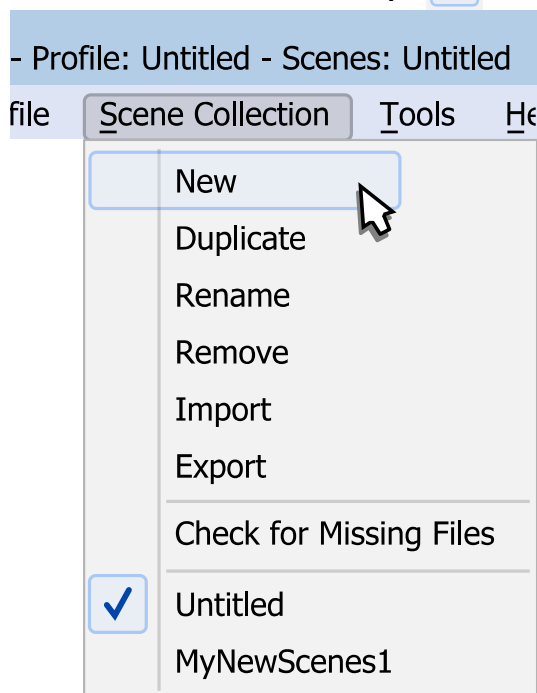 - Profile: Untitled - Scenes: Untitled
file Scene Collection Tools He
New
Duplicate
Rename
Remove
Import
Export
Check for Missing Files
Untitled
MyNewScenes1